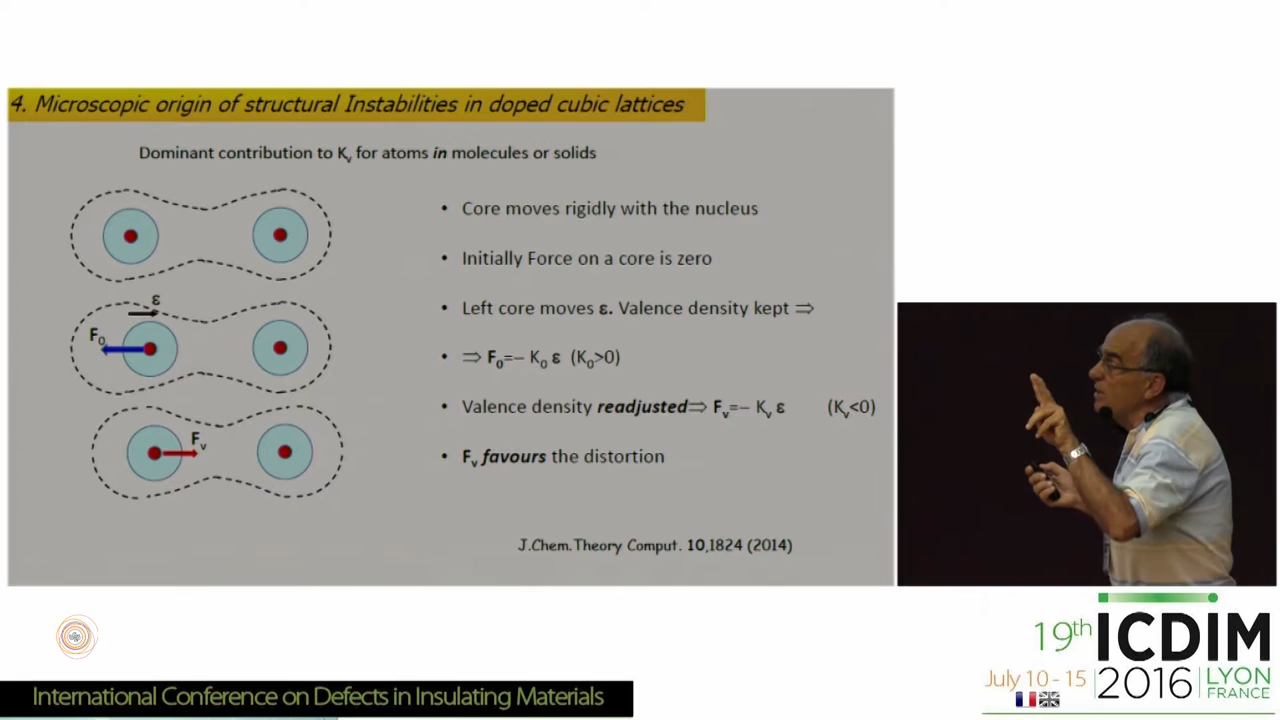 4. Microscopic origin of structural Instabilities in doped cubic lattices
Dominant contribution to Kv for atoms in molecules or solids
• Core moves rigidly with the nucleus
• Initially Force on a core is zero
ε
F0
• Left core moves ε. Valence density kept ⇒
• ⇒ F0=– K0 ε (K0>0)
Fv
• Valence density readjusted⇒ Fv=– Kv ε (Kv<0)
• Fv favours the distortion
J.Chem.Theory Comput. 10,1824 (2014)
19th ICDIM
July 10 - 15 2016 LYON
FRANCE
International Conference on Defects in Insulating Materials